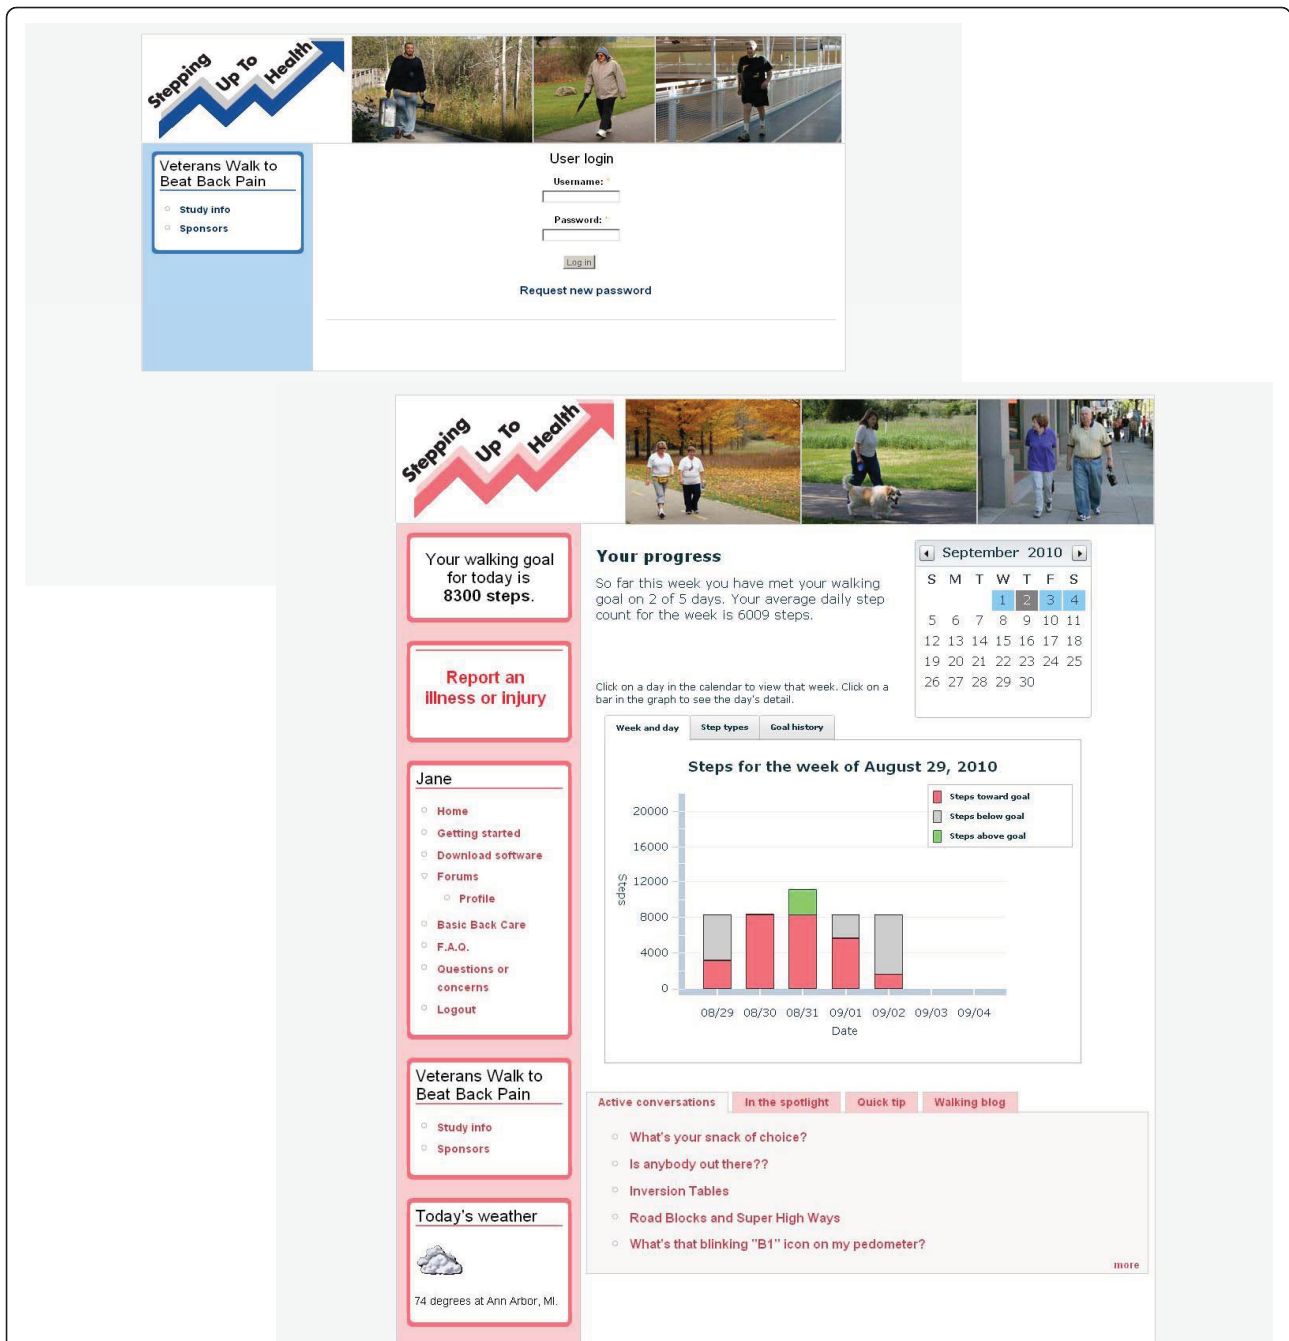 Stepping Up To Health
Veterans Walk to
Beat Back Pain
Study info
Sponsors
User login
Username: *
Password: *
Log in
Request new password
Stepping Up To Health
Your walking goal
for today is
8300 steps.
Report an
illness or injury
Jane
Home
Getting started
Download software
Forums
Profile
Basic Back Care
F.A.Q.
Questions or
concerns
Logout
Veterans Walk to
Beat Back Pain
Study info
Sponsors
Today's weather
74 degrees at Ann Arbor, MI.
Your progress
So far this week you have met your walking
goal on 2 of 5 days. Your average daily step
count for the week is 6009 steps.
September 2010
S M T W T F S
1 2 3 4
5 6 7 8 9 10 11
12 13 14 15 16 17 18
19 20 21 22 23 24 25
26 27 28 29 30
Click on a day in the calendar to view that week. Click on a
bar in the graph to see the day's detail.
Week and day Step types Goal history
Steps for the week of August 29, 2010
Steps toward goal
Steps below goal
Steps above goal
Steps
20000
16000
12000
8000
4000
0
08/29 08/30 08/31 09/01 09/02 09/03 09/04
Date
Active conversations In the spotlight Quick tip Walking blog
What's your snack of choice?
Is anybody out there??
Inversion Tables
Road Blocks and Super High Ways
What's that blinking "B1" icon on my pedometer?
more